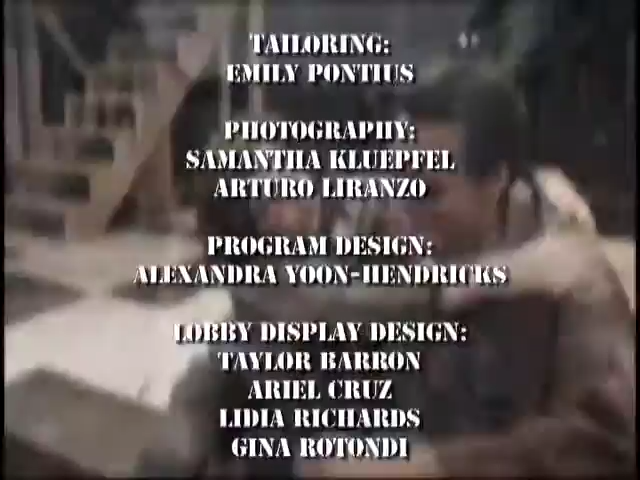 TAILORING:
EMILY PONTIUS
PHOTOGRAPHY:
SAMANTHA KLUEPFEL
ARTURO LIRANZO
PROGRAM DESIGN:
ALEXANDRA YOON-HENDRICKS
LOBBY DISPLAY DESIGN:
TAYLOR BARRON
ARIEL CRUZ
LIDIA RICHARDS
GINA ROTONDI